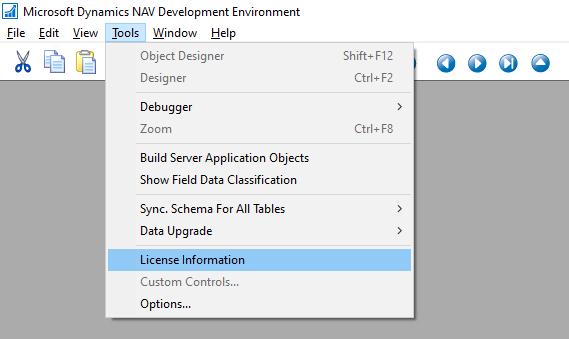 Microsoft Dynamics NAV Development Environment
File Edit View Tools Window Help
Object Designer Shift+F12
Designer Ctrl+F2
Debugger
Zoom Ctrl+F8
Build Server Application Objects
Show Field Data Classification
Sync. Schema For All Tables
Data Upgrade
License Information
Custom Controls...
Options...